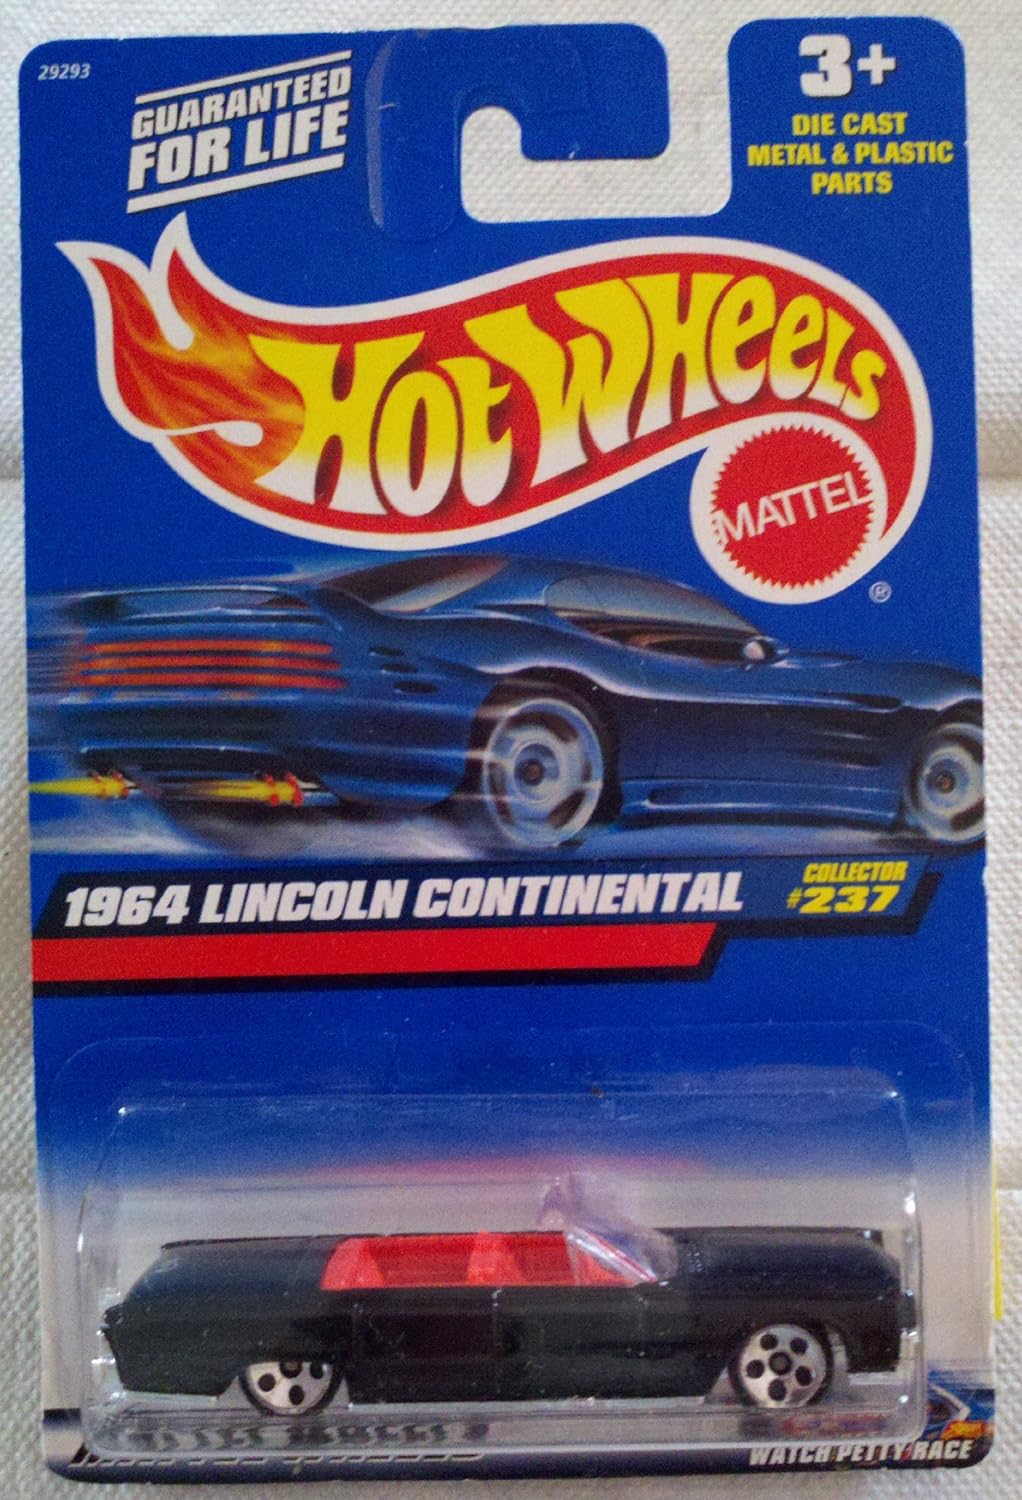 29293
GUARANTEED
FOR LIFE
3+
DIE CAST
METAL & PLASTIC
PARTS
HOT WHEELS
MATTEL
®
1964 LINCOLN CONTINENTAL
COLLECTOR
#237
WATCH PETTY RACE